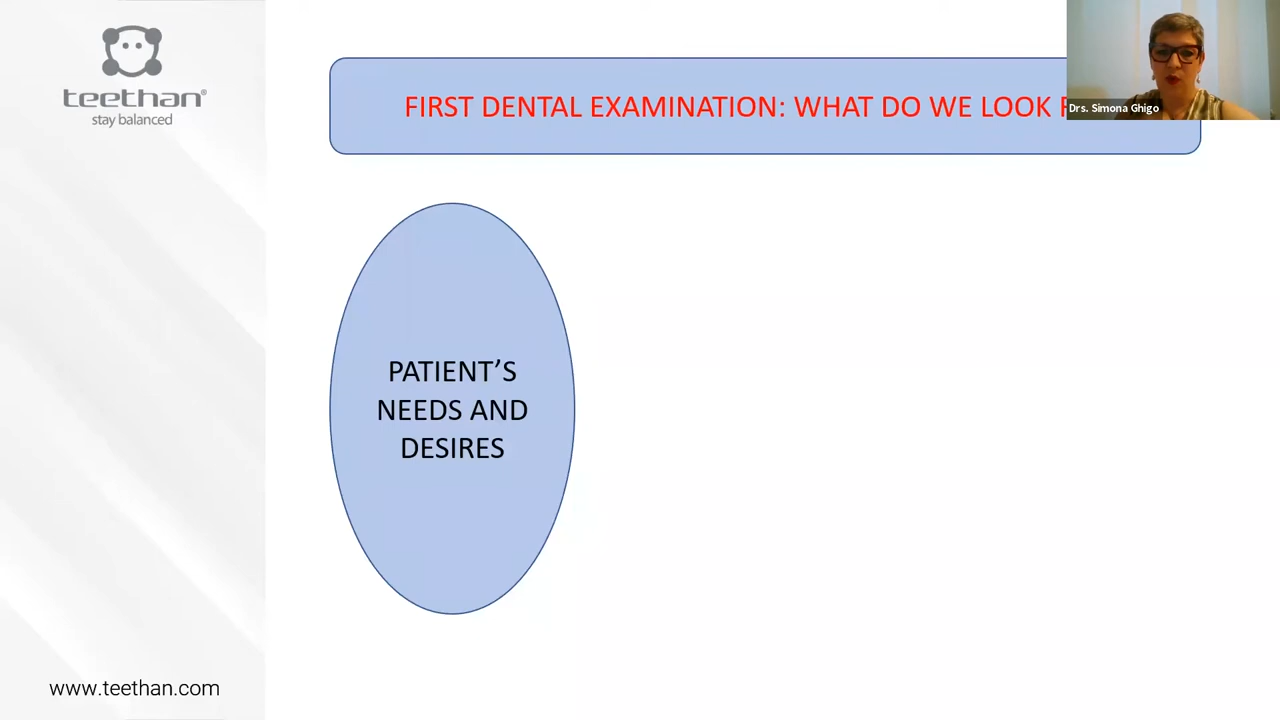 teethan®
stay balanced
FIRST DENTAL EXAMINATION: WHAT DO WE LOOK
Drs. Simona Ghigo
PATIENT’S
NEEDS AND
DESIRES
www.teethan.com